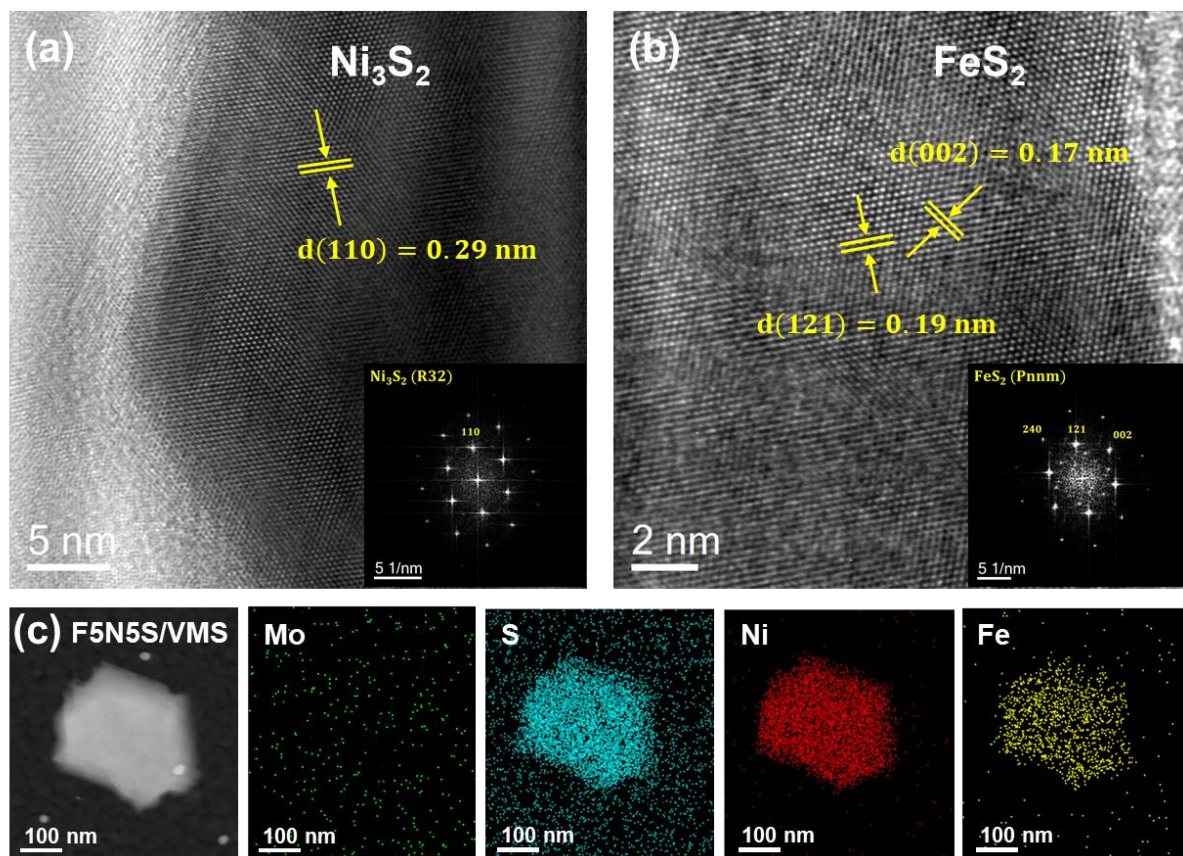 (a)
Ni₃S₂
d(110) = 0.29 nm
Ni₃S₂ (R32)
110
5 1/nm
5 nm
(b)
FeS₂
d(002) = 0.17 nm
d(121) = 0.19 nm
FeS₂ (Pnnm)
240 121 002
5 1/nm
2 nm
(c) F5N5S/VMS
100 nm
Mo
100 nm
S
100 nm
Ni
100 nm
Fe
100 nm